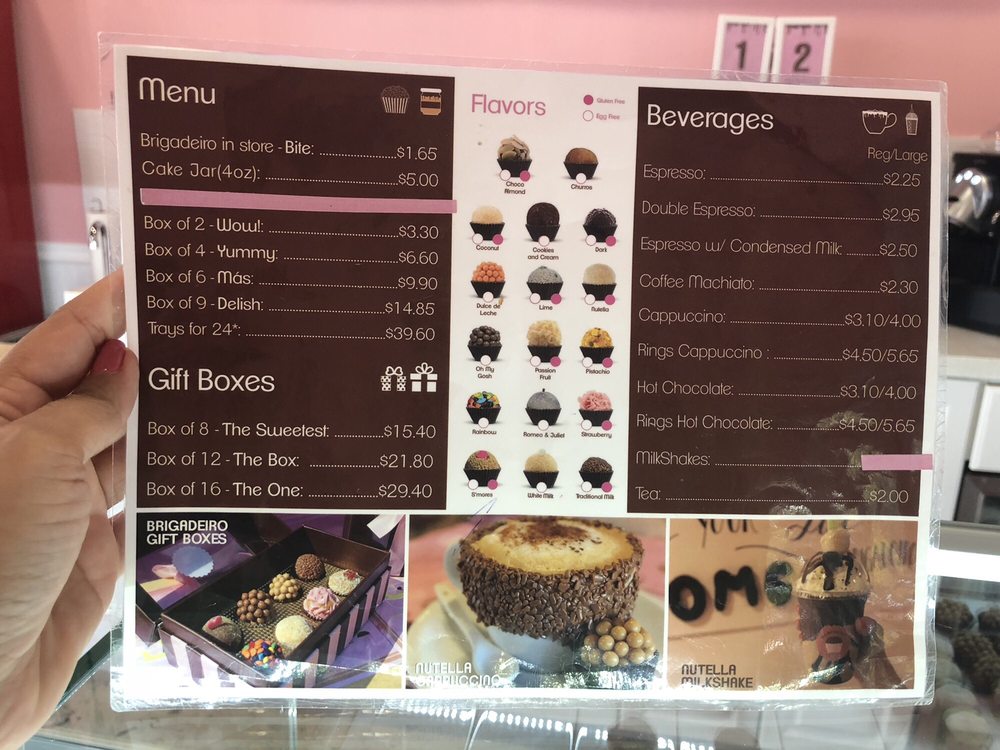 1 2
Menu
Brigadeiro in store - Bite: $1.65
Cake Jar(4oz): $5.00
Box of 2 - Wow!: $3.30
Box of 4 - Yummy: $6.60
Box of 6 - Más: $9.90
Box of 9 - Delish: $14.85
Trays for 24*: $39.60
Gift Boxes
Box of 8 - The Sweetest: $15.40
Box of 12 - The Box: $21.80
Box of 16 - The One: $29.40
Flavors
Gluten Free
Egg Free
Choco
Almond
Churros
Coconut
Cookies
and Cream
Dark
Dulce de
Leche
Lime
Nutella
Oh My
Gosh
Passion
Fruit
Pistachio
Rainbow
Romeo & Juliet
Strawberry
S'mores
White Milk
Traditional Milk
Beverages
Reg/Large
Espresso: $2.25
Double Espresso: $2.95
Espresso w/ Condensed Milk: $2.50
Coffee Machiato: $2.30
Cappuccino: $3.10/4.00
Rings Cappuccino : $4.50/5.65
Hot Chocolate: $3.10/4.00
Rings Hot Chocolate: $4.50/5.65
MilkShakes:
Tea: $2.00
BRIGADEIRO
GIFT BOXES
NUTELLA
CAPPUCCINO
OMG
NUTELLA
MILKSHAKE